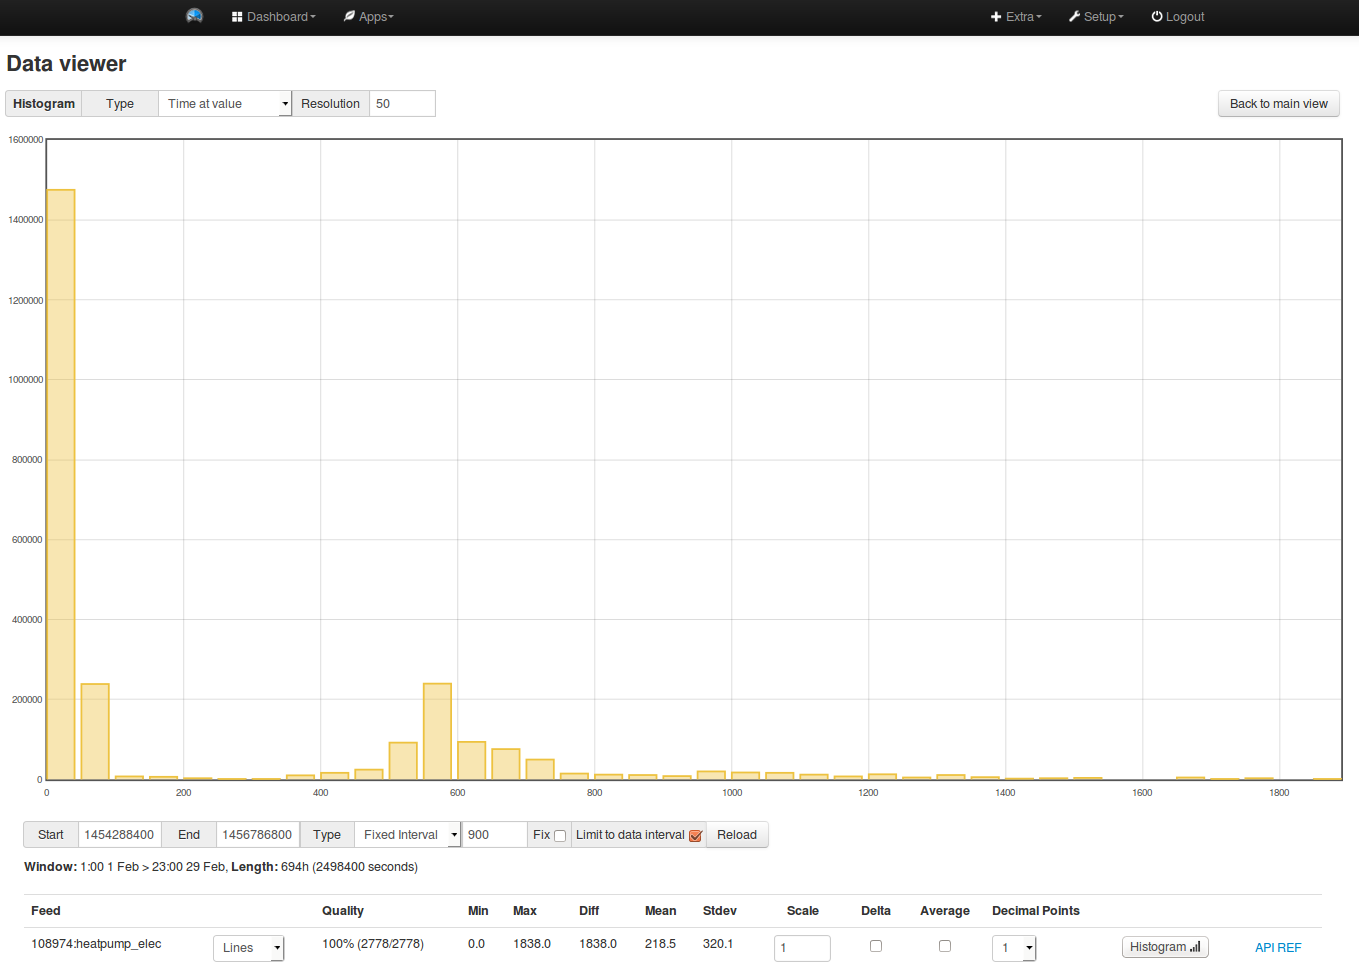 Dashboard Apps Extra Setup Logout
Data viewer
Histogram Type Time at value Resolution 50 Back to main view
1600000
1400000
1200000
1000000
800000
600000
400000
200000
0
0 200 400 600 800 1000 1200 1400 1600 1800
Start 1454288400 End 1456786800 Type Fixed Interval 900 Fix Limit to data interval Reload
Window: 1:00 1 Feb > 23:00 29 Feb, Length: 694h (2498400 seconds)
Feed Quality Min Max Diff Mean Stdev Scale Delta Average Decimal Points
108974:heatpump_elec Lines 100% (2778/2778) 0.0 1838.0 1838.0 218.5 320.1 1 1 Histogram API REF